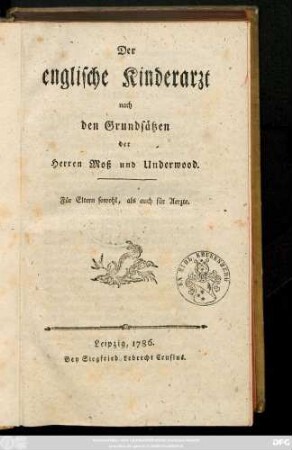 Der
englische Kinderarzt
nach
den Grundsätzen
der
Herren Moß und Underwood.
Für Eltern sowohl, als auch für Aerzte.
Leipzig, 1786.
Bey Siegfried Lebrecht Crusius.